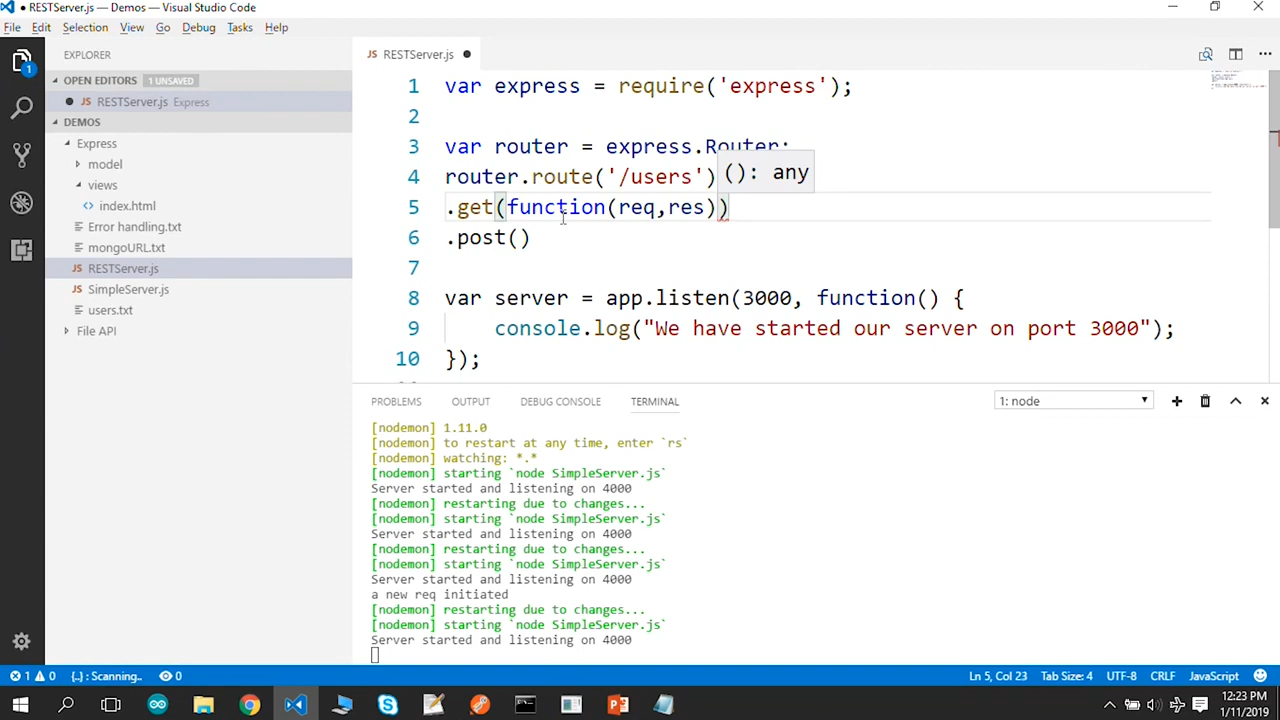 ● RESTServer.js — Demos — Visual Studio Code
File Edit Selection View Go Debug Tasks Help
EXPLORER
OPEN EDITORS 1 UNSAVED
JS RESTServer.js Express
DEMOS
Express
model
views
<> index.html
Error handling.txt
mongoURL.txt
JS RESTServer.js
JS SimpleServer.js
users.txt
File API
1
JS RESTServer.js ●
1 var express = require('express');
2
3 var router = express.Router;
4 router.route('/users')
(): any
5 .get(function(req,res))
6 .post()
7
8 var server = app.listen(3000, function() {
9 console.log("We have started our server on port 3000");
10 });
PROBLEMS OUTPUT DEBUG CONSOLE TERMINAL
1: node
[nodemon] 1.11.0
[nodemon] to restart at any time, enter `rs`
[nodemon] watching: *.*
[nodemon] starting `node SimpleServer.js`
Server started and listening on 4000
[nodemon] restarting due to changes...
[nodemon] starting `node SimpleServer.js`
Server started and listening on 4000
[nodemon] restarting due to changes...
[nodemon] starting `node SimpleServer.js`
Server started and listening on 4000
a new req initiated
[nodemon] restarting due to changes...
[nodemon] starting `node SimpleServer.js`
Server started and listening on 4000
1 0 {..} : Scanning.. 0
Ln 5, Col 23 Tab Size: 4 UTF-8 CRLF JavaScript
12:23 PM
1/11/2019